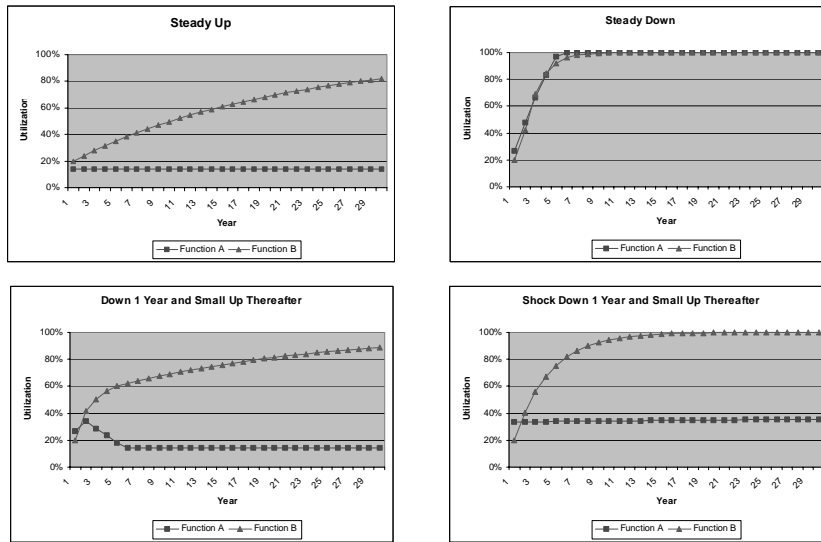 Steady Up
100%
80%
60%
40%
20%
0%
Utilization
1 3 5 7 9 11 13 15 17 19 21 23 25 27 29
Year
Function A Function B
Steady Down
100%
80%
60%
40%
20%
0%
Utilization
1 3 5 7 9 11 13 15 17 19 21 23 25 27 29
Year
Function A Function B
Down 1 Year and Small Up Thereafter
100%
80%
60%
40%
20%
0%
Utilization
1 3 5 7 9 11 13 15 17 19 21 23 25 27 29
Year
Function A Function B
Shock Down 1 Year and Small Up Thereafter
100%
80%
60%
40%
20%
0%
Utilization
1 3 5 7 9 11 13 15 17 19 21 23 25 27 29
Year
Function A Function B